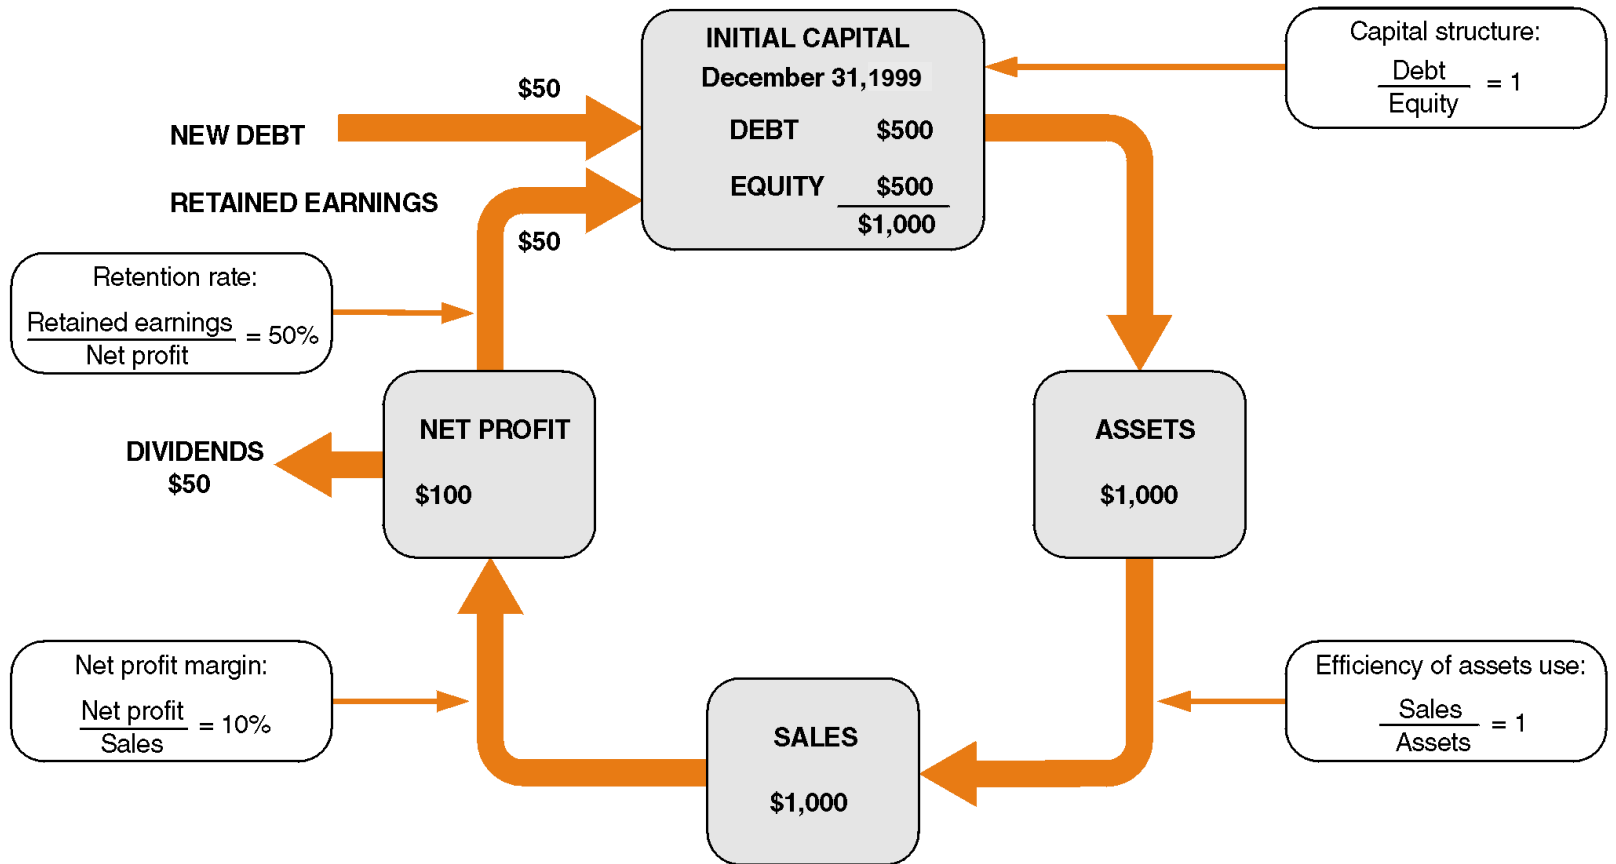 INITIAL CAPITAL
December 31,1999
DEBT $500
EQUITY $500
$1,000
Capital structure:
Debt
Equity
= 1
$50
NEW DEBT
RETAINED EARNINGS
$50
Retention rate:
Retained earnings
Net profit
= 50%
NET PROFIT
$100
DIVIDENDS
$50
ASSETS
$1,000
Net profit margin:
Net profit
Sales
= 10%
SALES
$1,000
Efficiency of assets use:
Sales
Assets
= 1